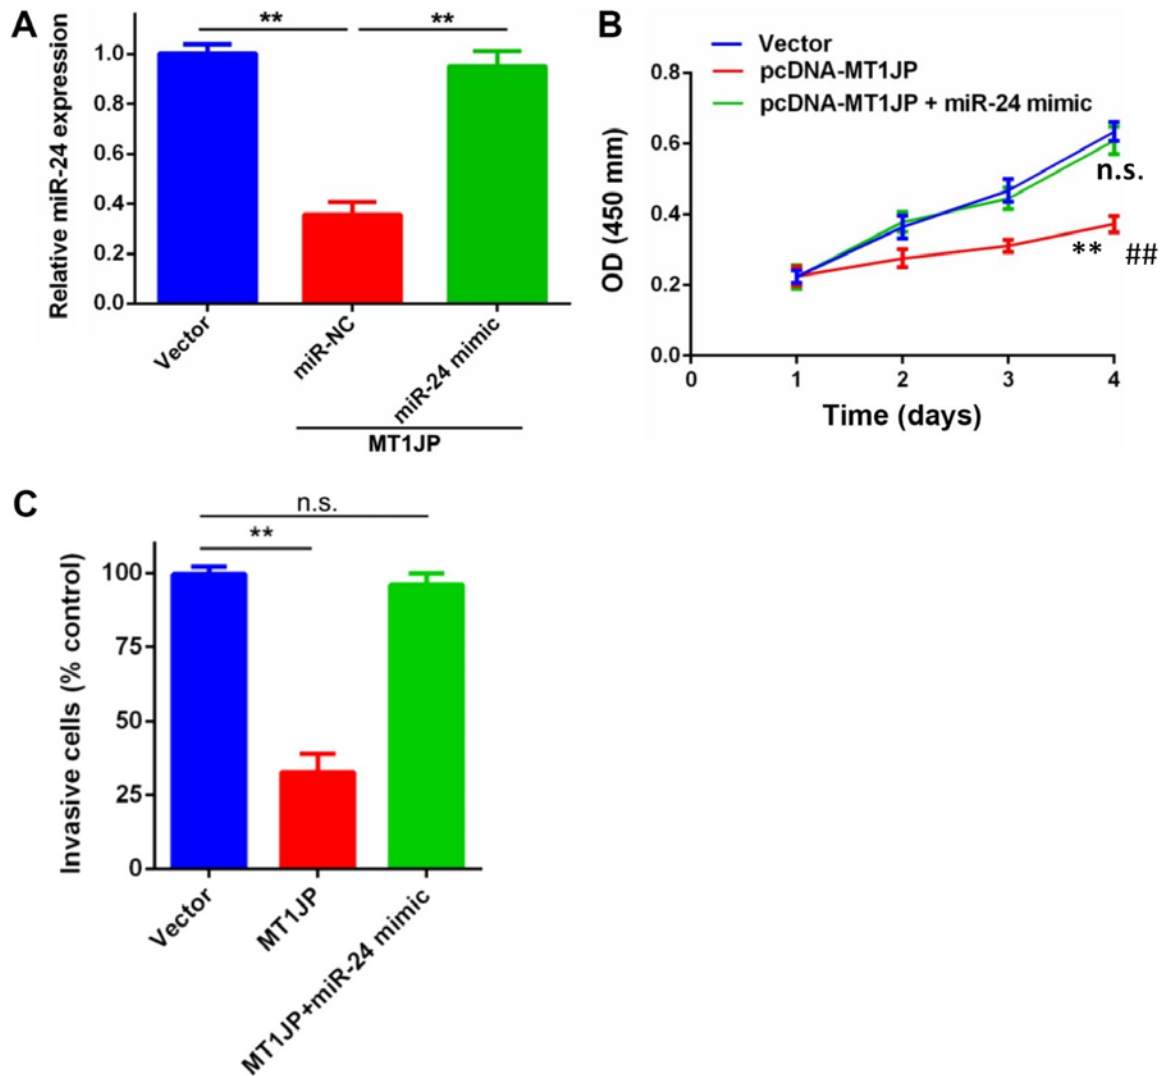 A
** **
Relative miR-24 expression
1.0
0.8
0.6
0.4
0.2
0.0
Vector
miR-NC
miR-24 mimic
MT1JP
B
Vector
pcDNA-MT1JP
pcDNA-MT1JP + miR-24 mimic
OD (450 mm)
0.8
0.6
0.4
0.2
0.0
n.s.
** ##
0 1 2 3 4
Time (days)
C
n.s.
**
Invasive cells (% control)
100
75
50
25
0
Vector
MT1JP
MT1JP+miR-24 mimic